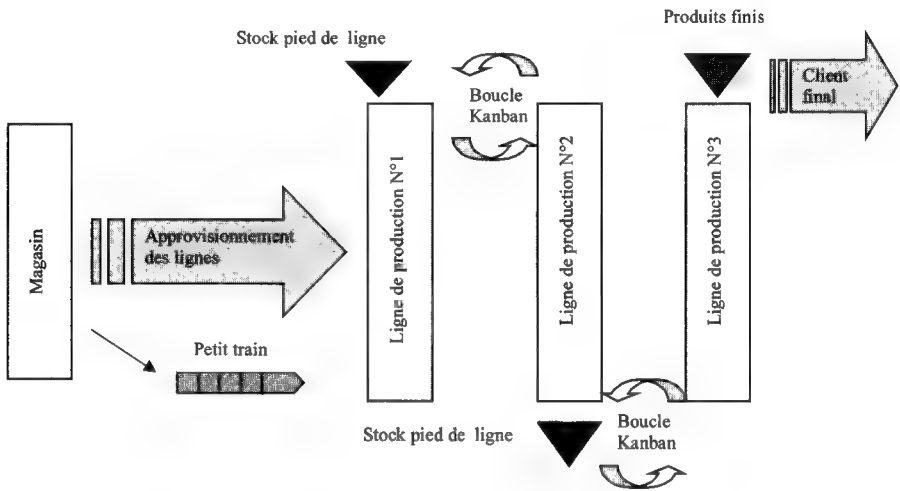 Produits finis
Stock pied de ligne
Client
final
Boucle
Kanban
Magasin
Approvisionnement
des lignes
Ligne de production N°1
Ligne de production N°2
Ligne de production N°3
Petit train
Stock pied de ligne
Boucle
Kanban